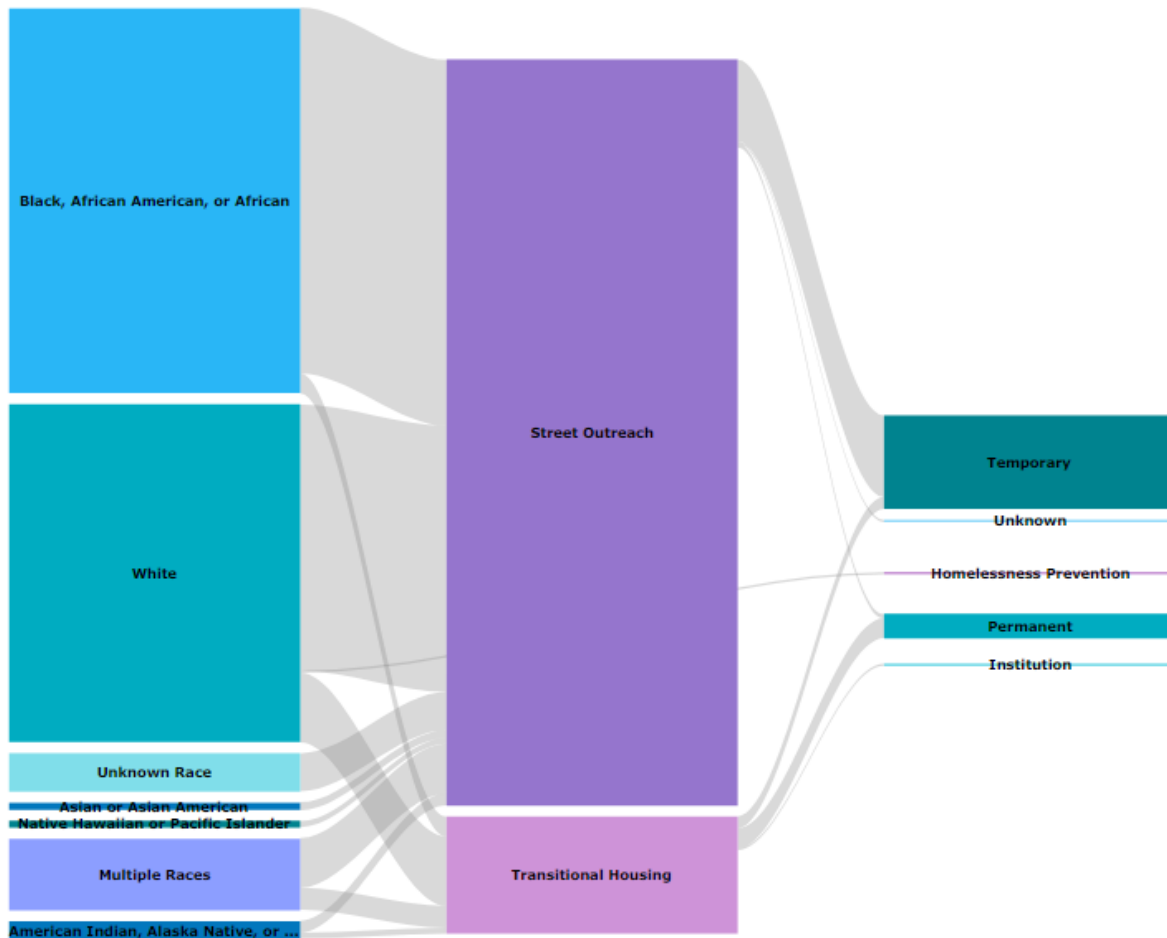 Black, African American, or African
White
Unknown Race
Asian or Asian American
Native Hawaiian or Pacific Islander
Multiple Races
American Indian, Alaska Native, or ...
Street Outreach
Transitional Housing
Temporary
Unknown
Homelessness Prevention
Permanent
Institution